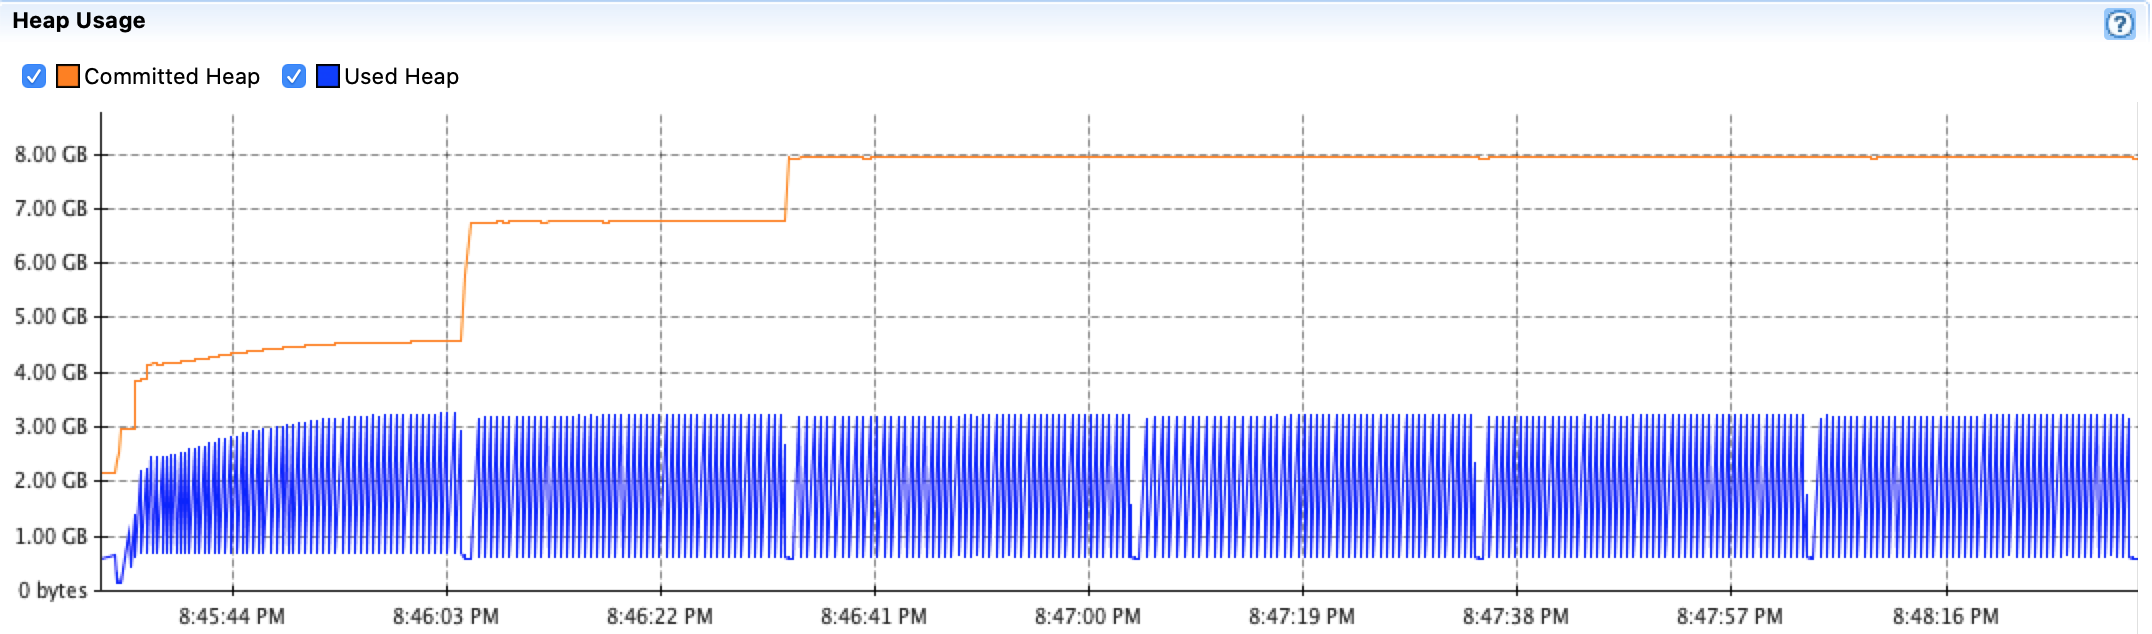 Heap Usage
?
Committed Heap Used Heap
8.00 GB
7.00 GB
6.00 GB
5.00 GB
4.00 GB
3.00 GB
2.00 GB
1.00 GB
0 bytes
8:45:44 PM 8:46:03 PM 8:46:22 PM 8:46:41 PM 8:47:00 PM 8:47:19 PM 8:47:38 PM 8:47:57 PM 8:48:16 PM